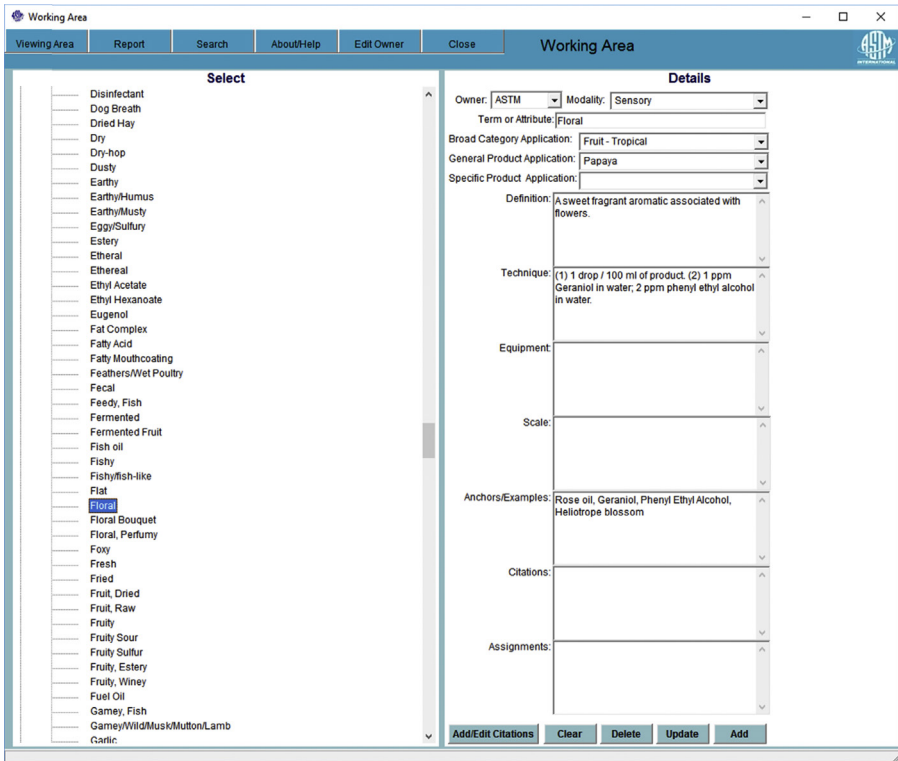 Working Area
Viewing Area
Report
Search
About/Help
Edit Owner
Close
Working Area
ASTM
INTERNATIONAL
Select
Disinfectant
Dog Breath
Dried Hay
Dry
Dry-hop
Dusty
Earthy
Earthy/Humus
Earthy/Musty
Eggy/Sulfury
Estery
Etheral
Ethereal
Ethyl Acetate
Ethyl Hexanoate
Eugenol
Fat Complex
Fatty Acid
Fatty Mouthcoating
Feathers/Wet Poultry
Fecal
Feedy, Fish
Fermented
Fermented Fruit
Fish oil
Fishy
Fishy/fish-like
Flat
Floral
Floral Bouquet
Floral, Perfumy
Foxy
Fresh
Fried
Fruit, Dried
Fruit, Raw
Fruity
Fruity Sour
Fruity Sulfur
Fruity, Estery
Fruity, Winey
Fuel Oil
Gamey, Fish
Gamey/Wild/Musk/Mutton/Lamb
Garlic
Details
Owner: ASTM Modality: Sensory
Term or Attribute: Floral
Broad Category Application: Fruit - Tropical
General Product Application: Papaya
Specific Product Application:
Definition: A sweet fragrant aromatic associated with
flowers.
Technique: (1) 1 drop / 100 ml of product. (2) 1 ppm
Geraniol in water; 2 ppm phenyl ethyl alcohol
in water.
Equipment:
Scale:
Anchors/Examples: Rose oil, Geraniol, Phenyl Ethyl Alcohol,
Heliotrope blossom
Citations:
Assignments:
Add/Edit Citations
Clear
Delete
Update
Add